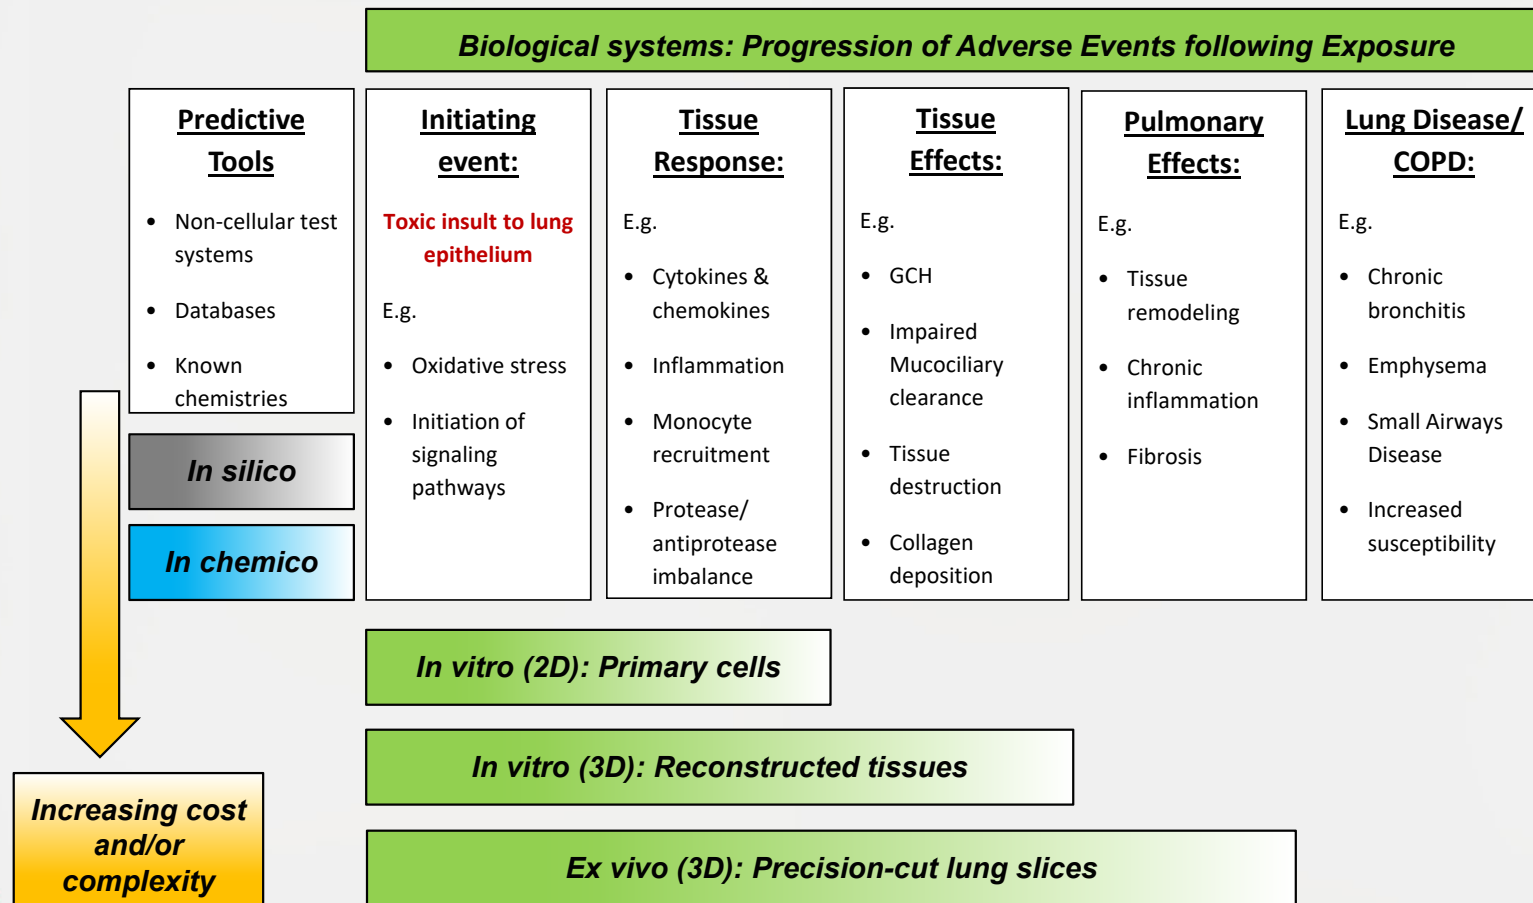 Biological systems: Progression of Adverse Events following Exposure
Predictive
Tools
• Non-cellular test
systems
• Databases
• Known
chemistries
In silico
In chemico
Initiating
event:
Toxic insult to lung
epithelium
E.g.
• Oxidative stress
• Initiation of
signaling
pathways
Tissue
Response:
E.g.
• Cytokines &
chemokines
• Inflammation
• Monocyte
recruitment
• Protease/
antiprotease
imbalance
Tissue
Effects:
E.g.
• GCH
• Impaired
Mucociliary
clearance
• Tissue
destruction
• Collagen
deposition
Pulmonary
Effects:
E.g.
• Tissue
remodeling
• Chronic
inflammation
• Fibrosis
Lung Disease/
COPD:
E.g.
• Chronic
bronchitis
• Emphysema
• Small Airways
Disease
• Increased
susceptibility
In vitro (2D): Primary cells
In vitro (3D): Reconstructed tissues
Ex vivo (3D): Precision-cut lung slices
Increasing cost
and/or
complexity